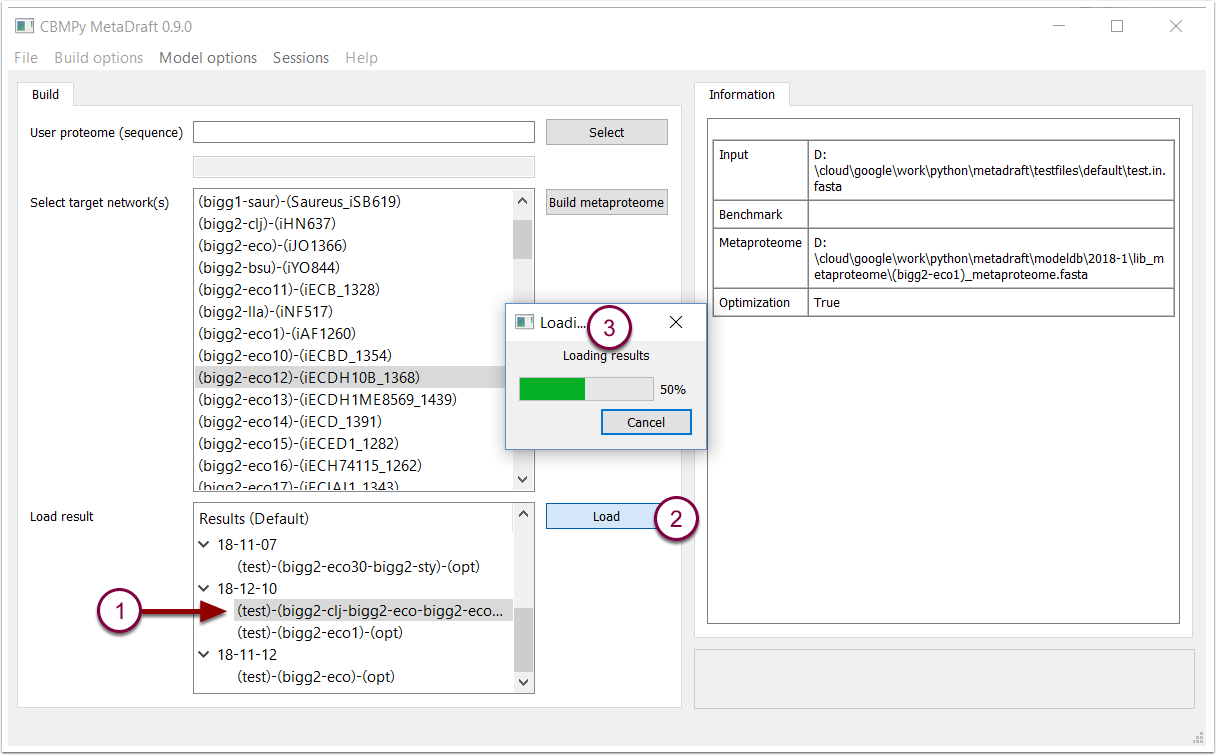 CBMPy MetaDraft 0.9.0
File Build options Model options Sessions Help
Build
User proteome (sequence)
Select
Select target network(s)
(bigg1-saur)-(Saureus_iSB619)
(bigg2-clj)-(iHN637)
(bigg2-eco)-(iJO1366)
(bigg2-bsu)-(iYO844)
(bigg2-eco11)-(iECB_1328)
(bigg2-lla)-(iNF517)
(bigg2-eco1)-(iAF1260)
(bigg2-eco10)-(iECBD_1354)
(bigg2-eco12)-(iECDH10B_1368)
(bigg2-eco13)-(iECDH1ME8569_1439)
(bigg2-eco14)-(iECD_1391)
(bigg2-eco15)-(iECED1_1282)
(bigg2-eco16)-(iECH74115_1262)
(bigg2-eco17)-(iECIAI1_1343)
Build metaproteome
Load result
Results (Default)
18-11-07
(test)-(bigg2-eco30-bigg2-sty)-(opt)
18-12-10
1
(test)-(bigg2-clj-bigg2-eco-bigg2-eco...
(test)-(bigg2-eco1)-(opt)
18-11-12
(test)-(bigg2-eco)-(opt)
Load
2
Loadi...
3
Loading results
50%
Cancel
Information
Input
D:
\cloud\google\work\python\metadraft\testfiles\default\test.in.
fasta
Benchmark
Metaproteome
D:
\cloud\google\work\python\metadraft\modeldb\2018-1\lib_m
etaproteome\(bigg2-eco1)_metaproteome.fasta
Optimization
True